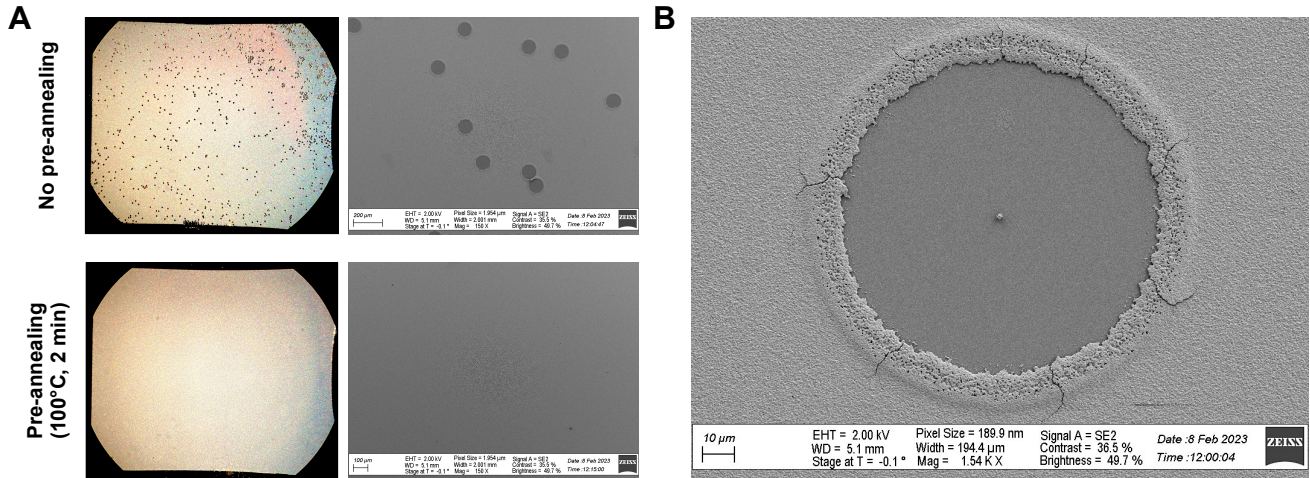 A
No pre-annealing
200 µm
EHT = 2.00 kV
WD = 5.1 mm
Stage at T = -0.1 °
Pixel Size = 1.954 µm
Width = 2.001 mm
Mag = 150 X
Signal A = SE2
Contrast = 35.5 %
Brightness = 49.7 %
Date :8 Feb 2023
Time :12:04:47
ZEISS
Pre-annealing
(100°C, 2 min)
100 µm
EHT = 2.00 kV
WD = 5.1 mm
Stage at T = -0.1 °
Pixel Size = 1.954 µm
Width = 2.001 mm
Mag = 150 X
Signal A = SE2
Contrast = 35.5 %
Brightness = 49.7 %
Date :8 Feb 2023
Time :12:15:00
ZEISS
B
10 µm
EHT = 2.00 kV
WD = 5.1 mm
Stage at T = -0.1 °
Pixel Size = 189.9 nm
Width = 194.4 µm
Mag = 1.54 K X
Signal A = SE2
Contrast = 36.5 %
Brightness = 49.7 %
Date :8 Feb 2023
Time :12:00:04
ZEISS